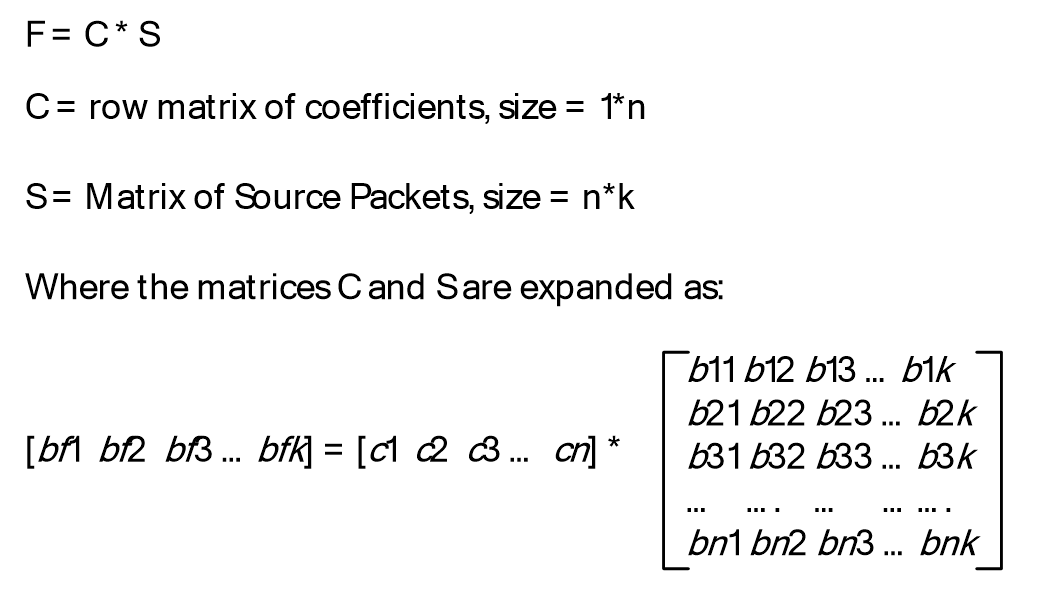 F = C * S
C = row matrix of coefficients, size = 1*n
S = Matrix of Source Packets, size = n*k
Where the matrices C and S are expanded as:
[bf1 bf2 bf3 ... bfk] = [c1 c2 c3 ... cn] *
b11 b12 b13 ... b1k
b21 b22 b23 ... b2k
b31 b32 b33 ... b3k
... ... . ... ... ... .
bn1 bn2 bn3 ... bnk